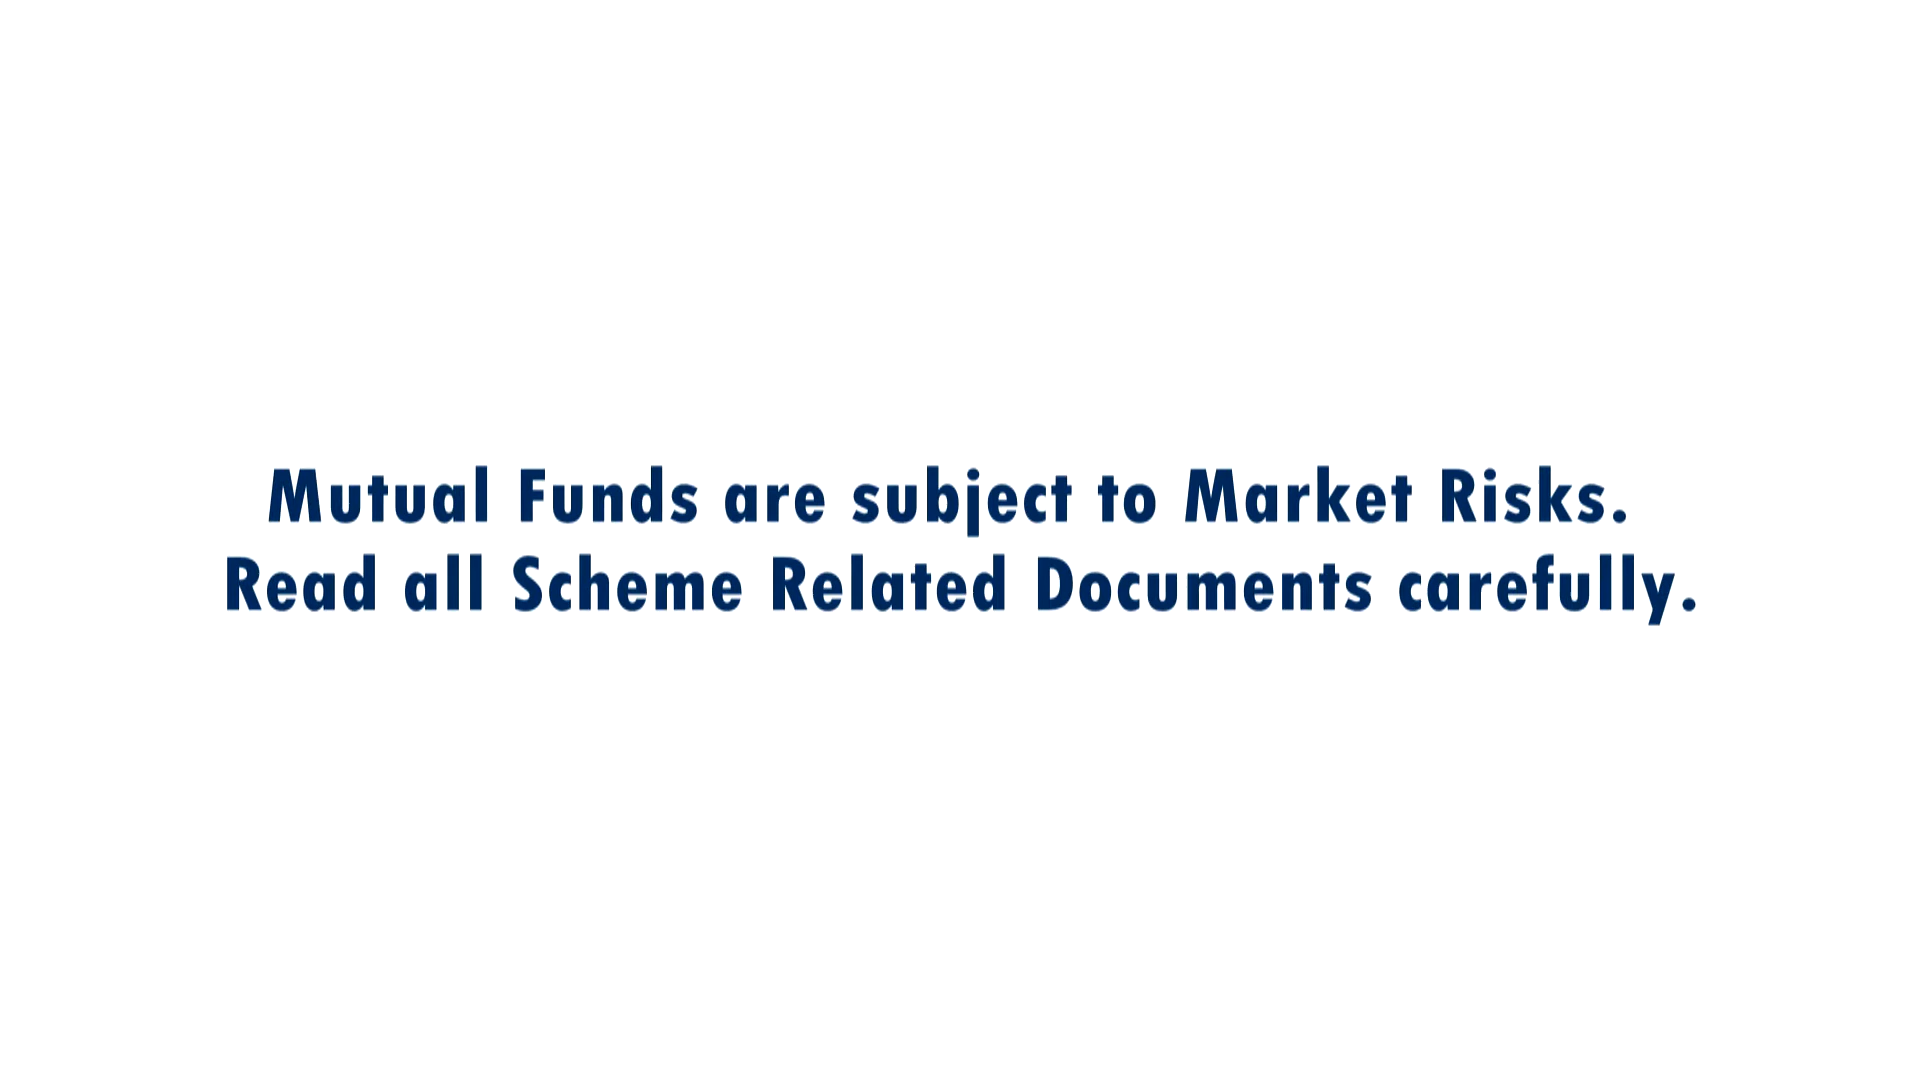 Mutual Funds are subject to Market Risks.
Read all Scheme Related Documents carefully.